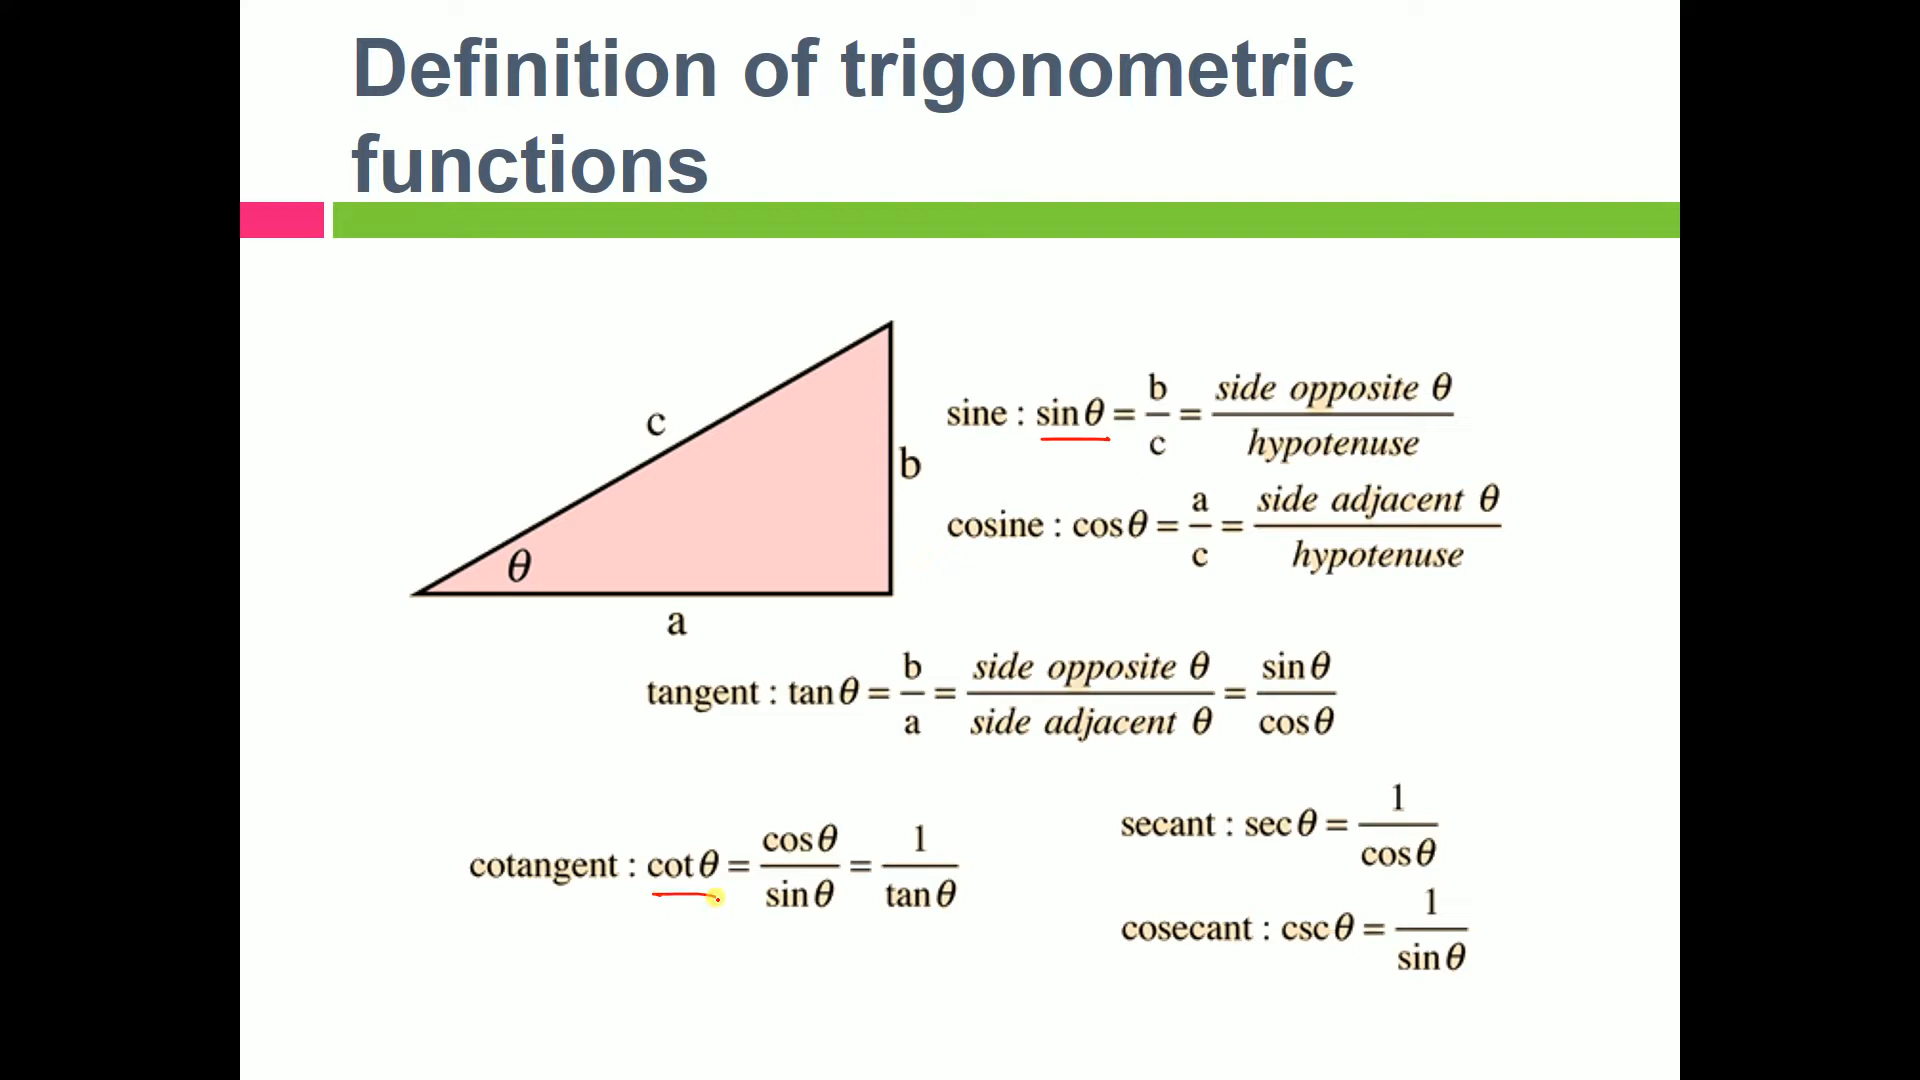 Definition of trigonometric
functions
c
b
θ
a
sine : sin θ = b/c = side opposite θ / hypotenuse
cosine : cos θ = a/c = side adjacent θ / hypotenuse
tangent : tan θ = b/a = side opposite θ / side adjacent θ = sin θ / cos θ
cotangent : cot θ = cos θ / sin θ = 1 / tan θ
secant : sec θ = 1 / cos θ
cosecant : csc θ = 1 / sin θ